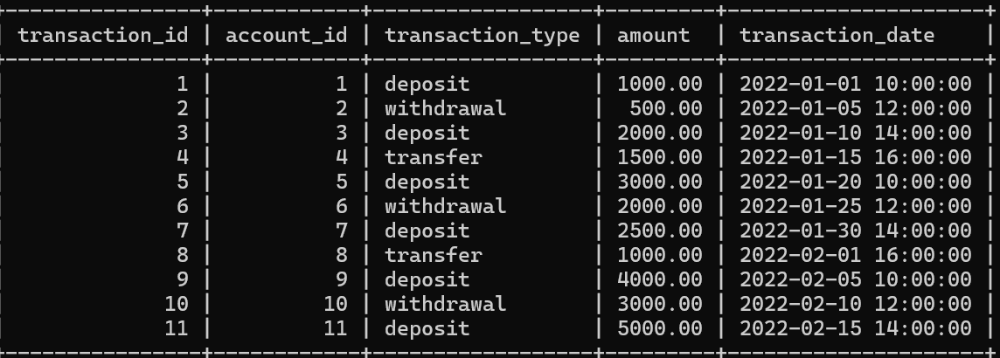 +----------------+------------+------------------+---------+---------------------+
| transaction_id | account_id | transaction_type | amount  | transaction_date    |
+----------------+------------+------------------+---------+---------------------+
|              1 |          1 | deposit          | 1000.00 | 2022-01-01 10:00:00 |
|              2 |          2 | withdrawal       |  500.00 | 2022-01-05 12:00:00 |
|              3 |          3 | deposit          | 2000.00 | 2022-01-10 14:00:00 |
|              4 |          4 | transfer         | 1500.00 | 2022-01-15 16:00:00 |
|              5 |          5 | deposit          | 3000.00 | 2022-01-20 10:00:00 |
|              6 |          6 | withdrawal       | 2000.00 | 2022-01-25 12:00:00 |
|              7 |          7 | deposit          | 2500.00 | 2022-01-30 14:00:00 |
|              8 |          8 | transfer         | 1000.00 | 2022-02-01 16:00:00 |
|              9 |          9 | deposit          | 4000.00 | 2022-02-05 10:00:00 |
|             10 |         10 | withdrawal       | 3000.00 | 2022-02-10 12:00:00 |
|             11 |         11 | deposit          | 5000.00 | 2022-02-15 14:00:00 |
+----------------+------------+------------------+---------+---------------------+